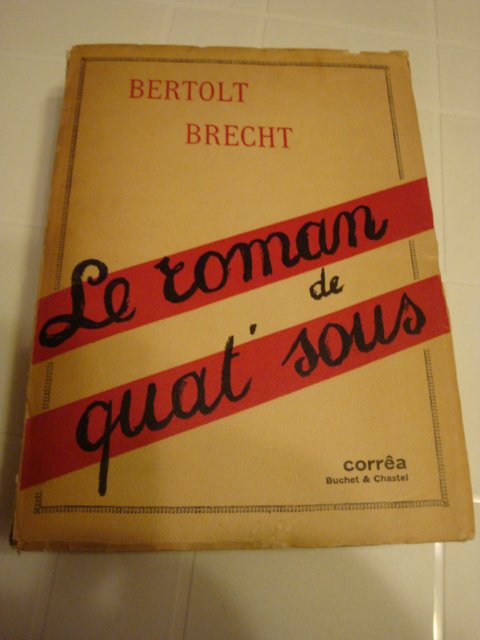 BERTOLT
BRECHT
Le roman
de
quat' sous
corrêa
Buchet & Chastel